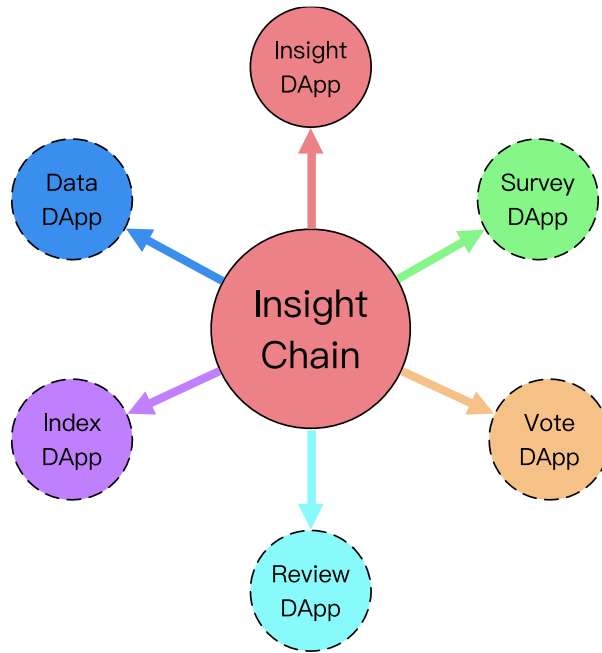 Insight
DApp
Data
DApp
Survey
DApp
Insight
Chain
Index
DApp
Vote
DApp
Review
DApp